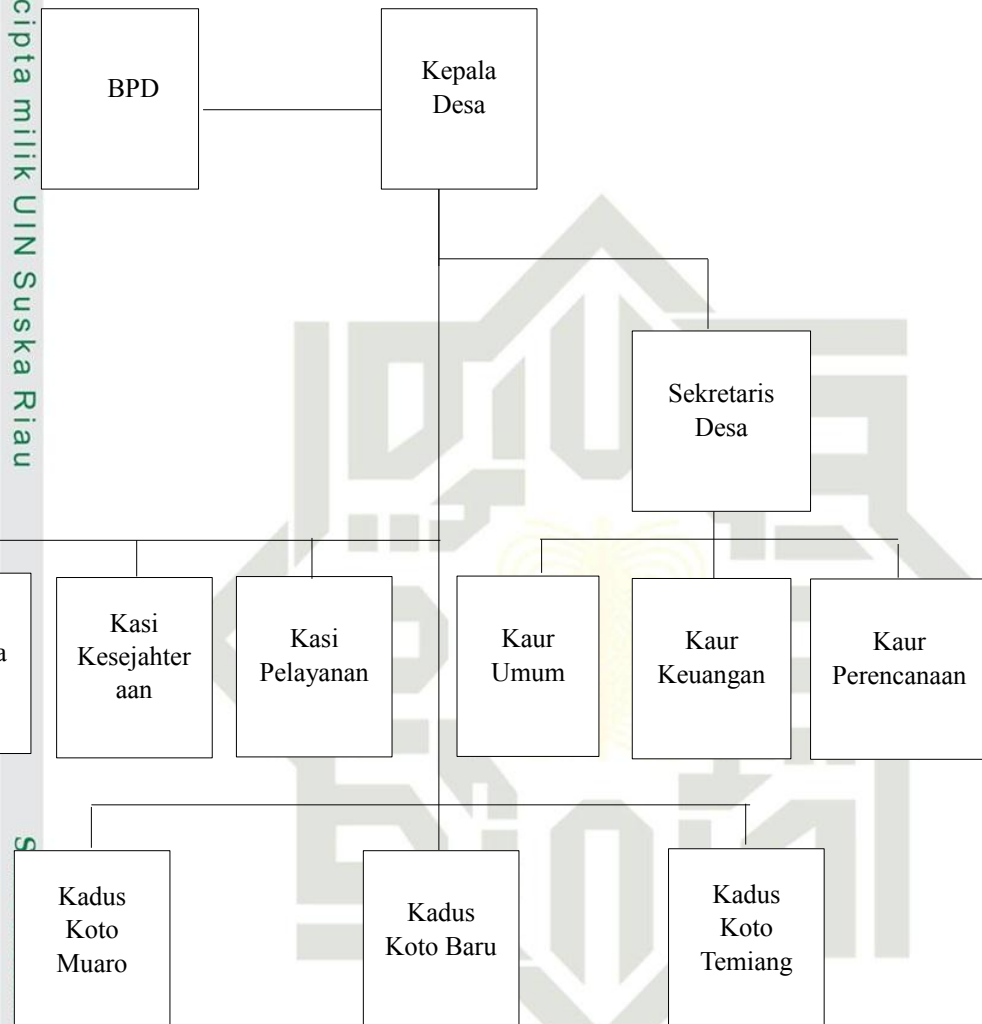 cipta milik UIN Suska Riau
BPD
Kepala
Desa
Sekretaris
Desa
Kasi
Kesejahter
aan
Kasi
Pelayanan
Kaur
Umum
Kaur
Keuangan
Kaur
Perencanaan
Kadus
Koto
Muaro
Kadus
Koto Baru
Kadus
Koto
Temiang